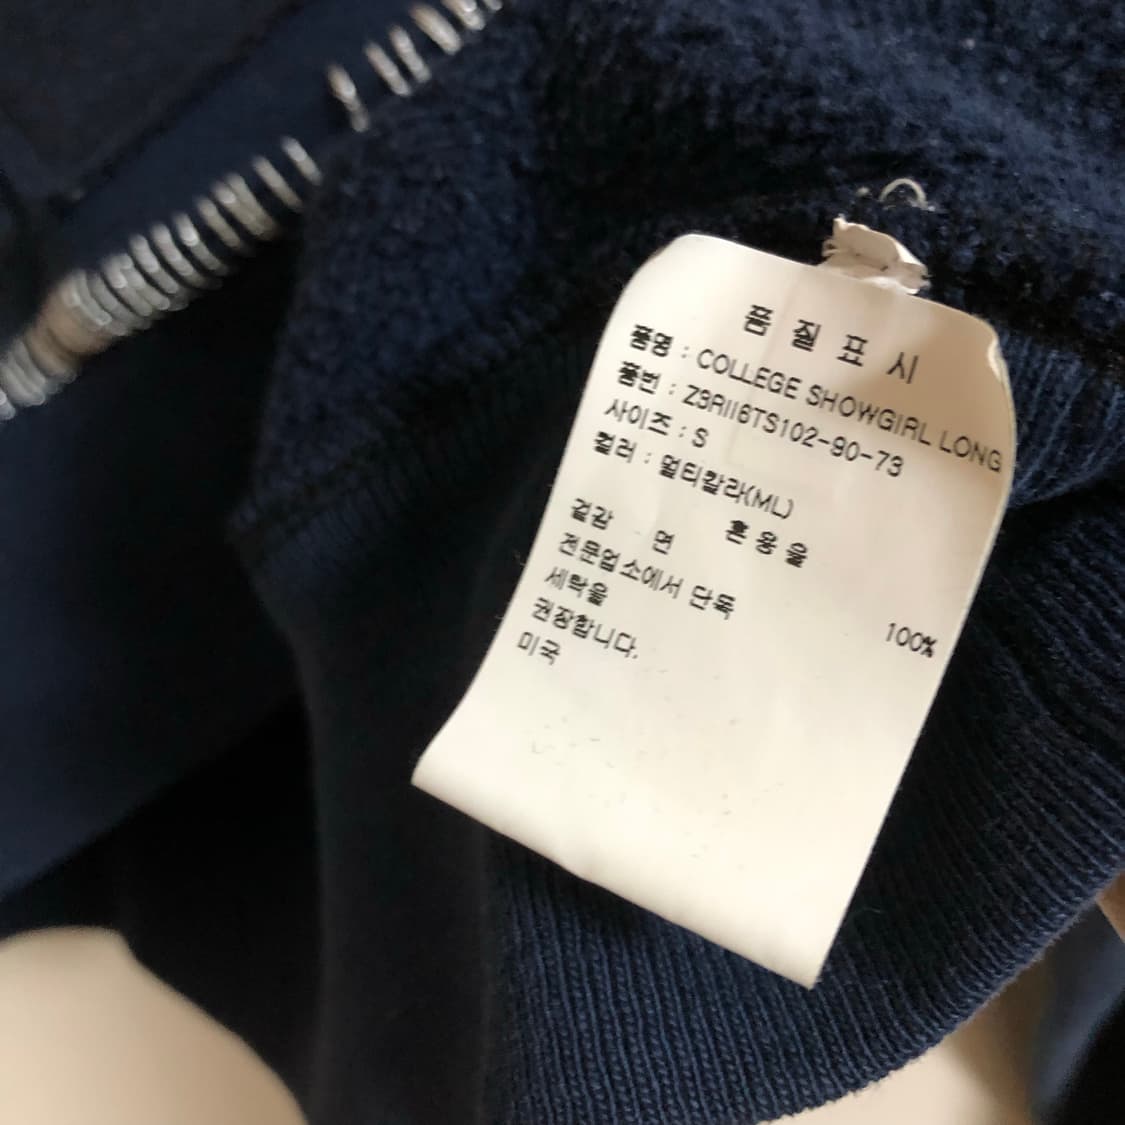 품 질 표 시
품명 : COLLEGE SHOWGIRL LONG
품번 : Z3RI16TS102-90-73
사이즈 : S
컬러 : 멀티칼라(ML)
겉감 면 혼용율 100%
전문업소에서 단독
세탁을
권장합니다.
미국